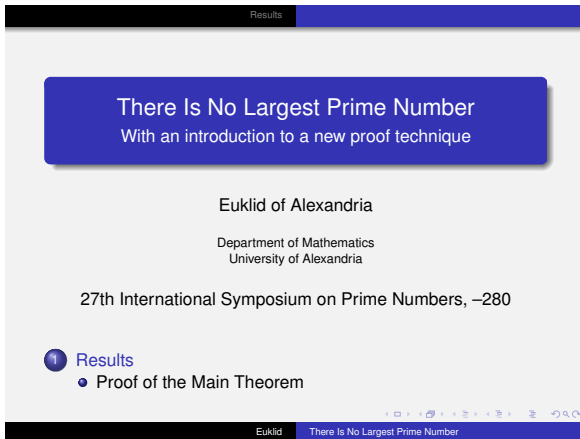 Results
There Is No Largest Prime Number
With an introduction to a new proof technique
Euklid of Alexandria
Department of Mathematics
University of Alexandria
27th International Symposium on Prime Numbers, –280
1 Results
Proof of the Main Theorem
Euklid There Is No Largest Prime Number